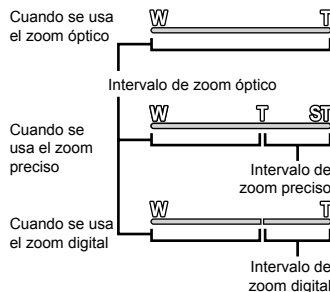 Cuando se usa
el zoom óptico
W T
Intervalo de zoom óptico
Cuando se
usa el zoom
preciso
W T ST
Intervalo de
zoom preciso
Cuando se usa
el zoom digital
W T
Intervalo de
zoom digital